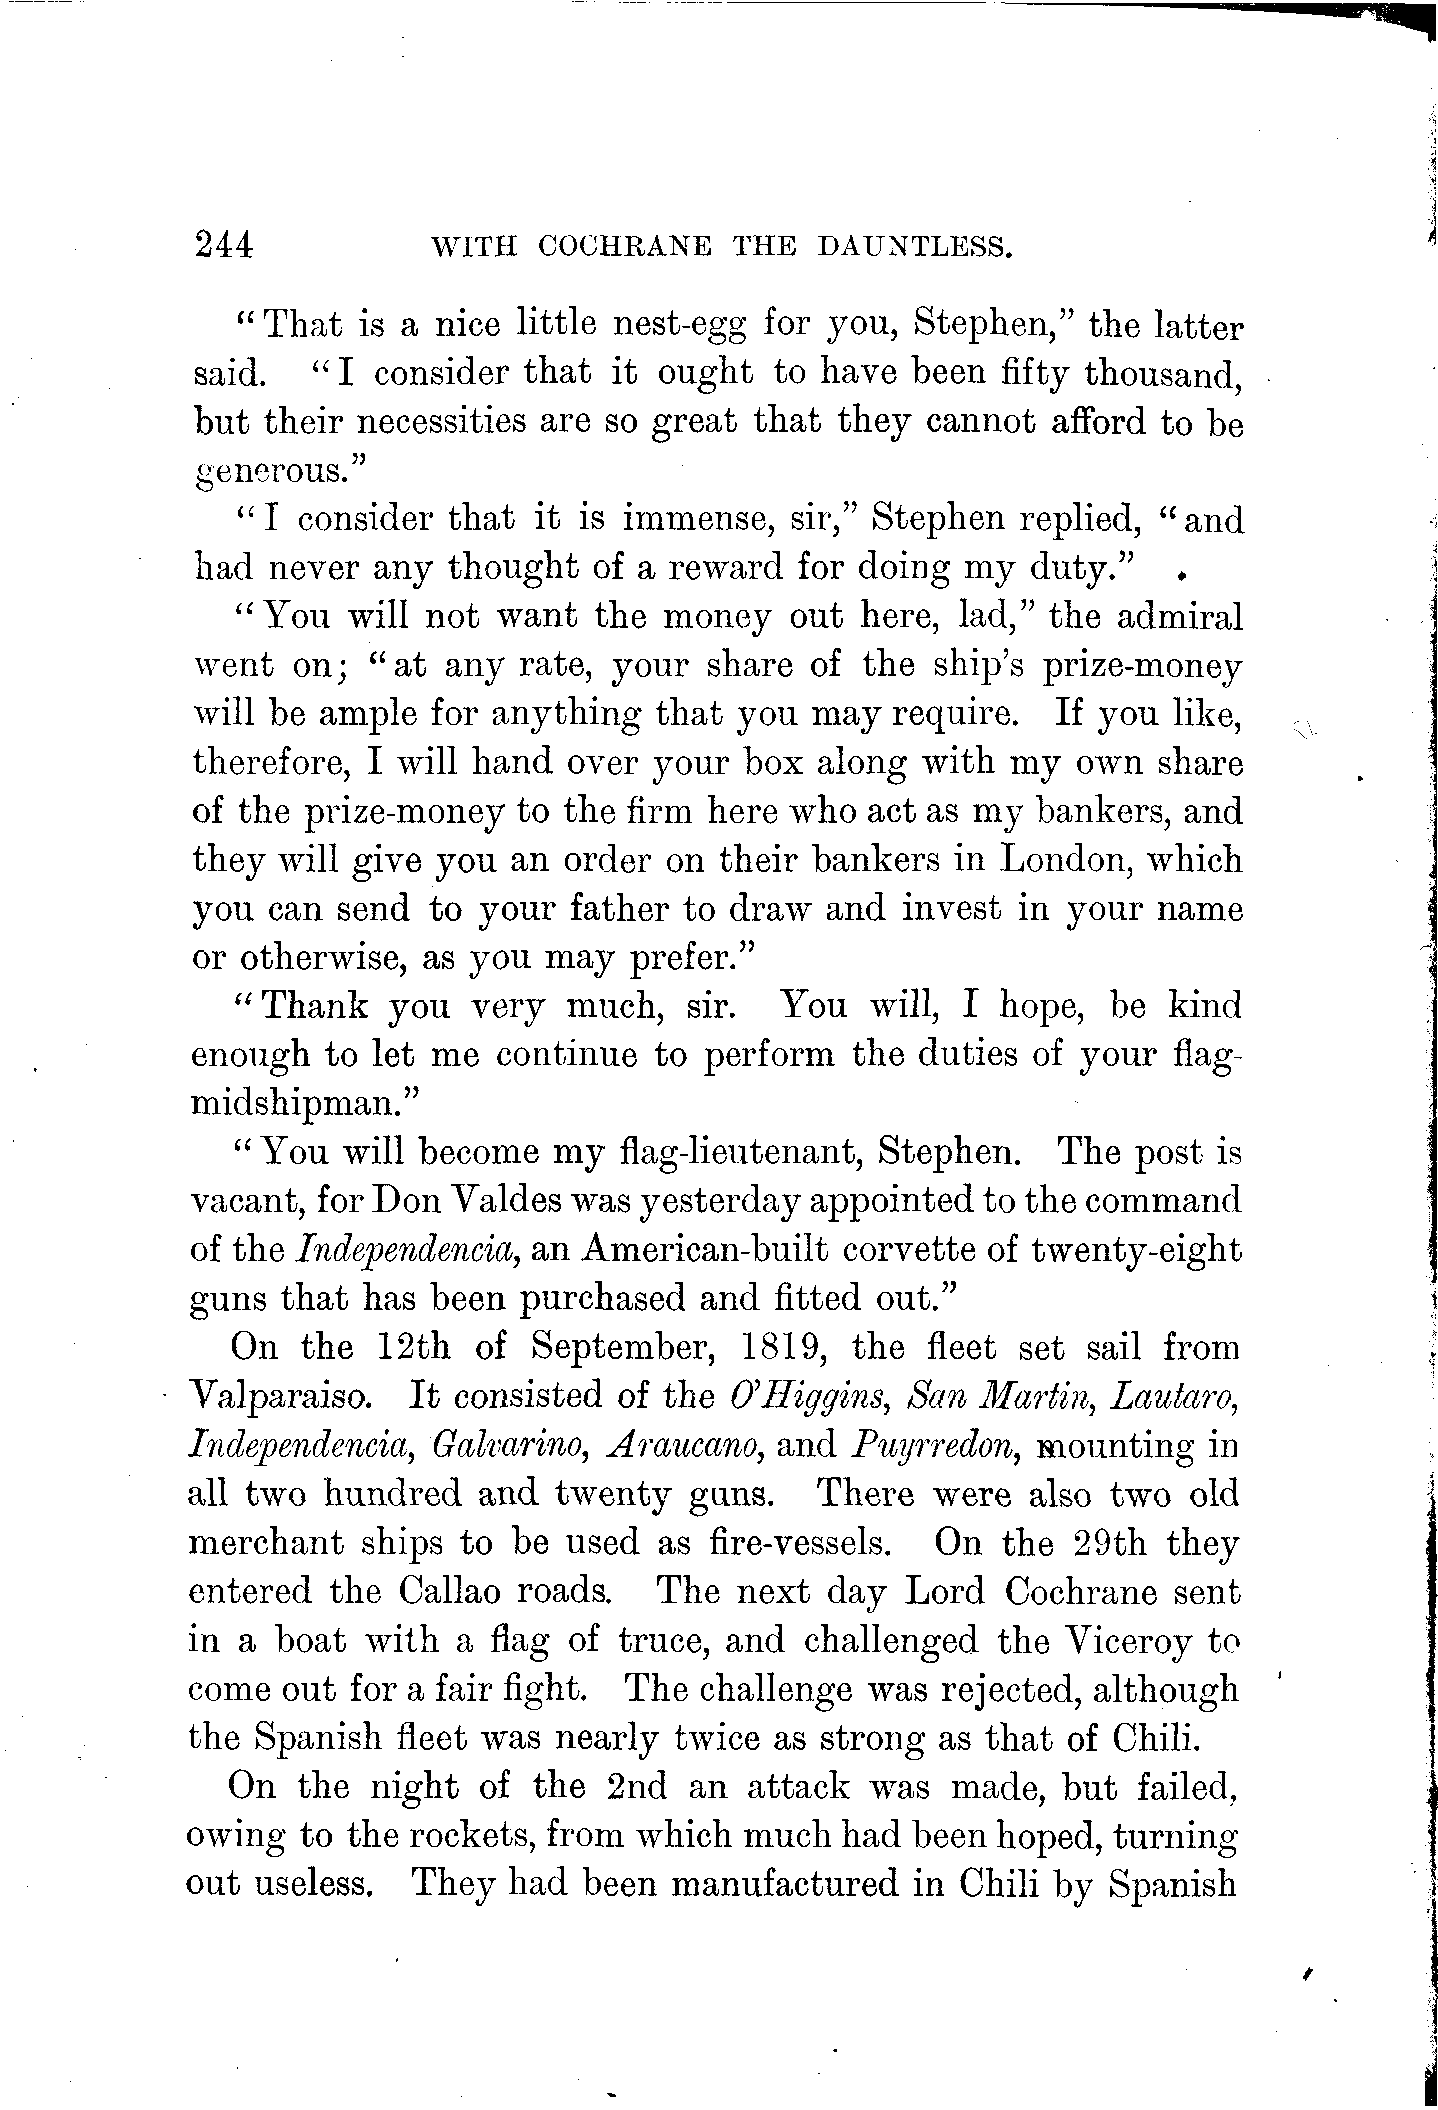 244 WITH COCHRANE THE DAUNTLESS.
"That is a nice little nest-egg for you, Stephen," the latter
said. "I consider that it ought to have been fifty thousand,
but their necessities are so great that they cannot afford to be
generous."
"I consider that it is immense, sir," Stephen replied, "and
had never any thought of a reward for doing my duty."
"You will not want the money out here, lad," the admiral
went on; "at any rate, your share of the ship's prize-money
will be ample for anything that you may require. If you like,
therefore, I will hand over your box along with my own share
of the prize-money to the firm here who act as my bankers, and
they will give you an order on their bankers in London, which
you can send to your father to draw and invest in your name
or otherwise, as you may prefer."
"Thank you very much, sir. You will, I hope, be kind
enough to let me continue to perform the duties of your flag-
midshipman."
"You will become my flag-lieutenant, Stephen. The post is
vacant, for Don Valdes was yesterday appointed to the command
of the Independencia, an American-built corvette of twenty-eight
guns that has been purchased and fitted out."
On the 12th of September, 1819, the fleet set sail from
Valparaiso. It consisted of the O'Higgins, San Martin, Lautaro,
Independencia, Galvarino, Araucano, and Puyrredon, mounting in
all two hundred and twenty guns. There were also two old
merchant ships to be used as fire-vessels. On the 29th they
entered the Callao roads. The next day Lord Cochrane sent
in a boat with a flag of truce, and challenged the Viceroy to
come out for a fair fight. The challenge was rejected, although
the Spanish fleet was nearly twice as strong as that of Chili.
On the night of the 2nd an attack was made, but failed,
owing to the rockets, from which much had been hoped, turning
out useless. They had been manufactured in Chili by Spanish